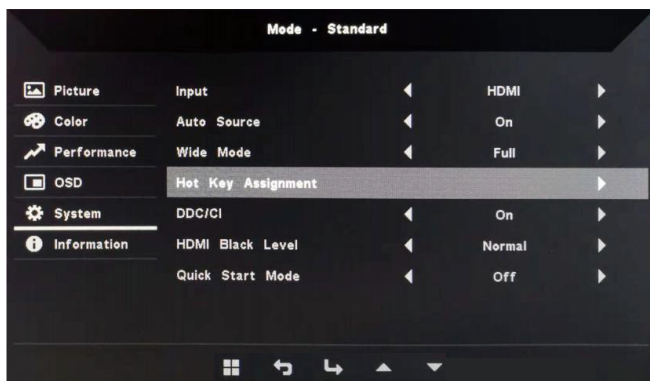 Mode - Standard
Picture
Input HDMI
Color
Auto Source On
Performance
Wide Mode Full
OSD
Hot Key Assignment
System
DDC/CI On
Information
HDMI Black Level Normal
Quick Start Mode Off